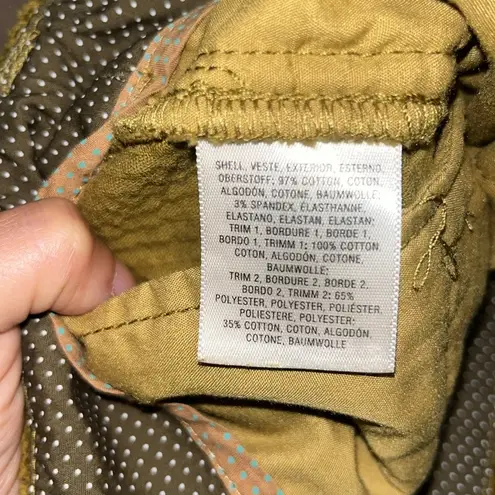 SHELL, VESTE, EXTERIOR, ESTERNO,
OBERSTOFF: 97% COTTON, COTON,
ALGODÓN, COTONE, BAUMWOLLE;
3% SPANDEX, ÉLASTHANNE,
ELASTANO, ELASTAN, ELASTAN;
TRIM 1, BORDURE 1, BORDE 1,
BORDO 1, TRIMM 1: 100% COTTON,
COTON, ALGODÓN, COTONE,
BAUMWOLLE;
TRIM 2, BORDURE 2, BORDE 2,
BORDO 2, TRIMM 2: 65%
POLYESTER, POLYESTER, POLIÉSTER,
POLIESTERE, POLYESTER;
35% COTTON, COTON, ALGODÓN,
COTONE, BAUMWOLLE